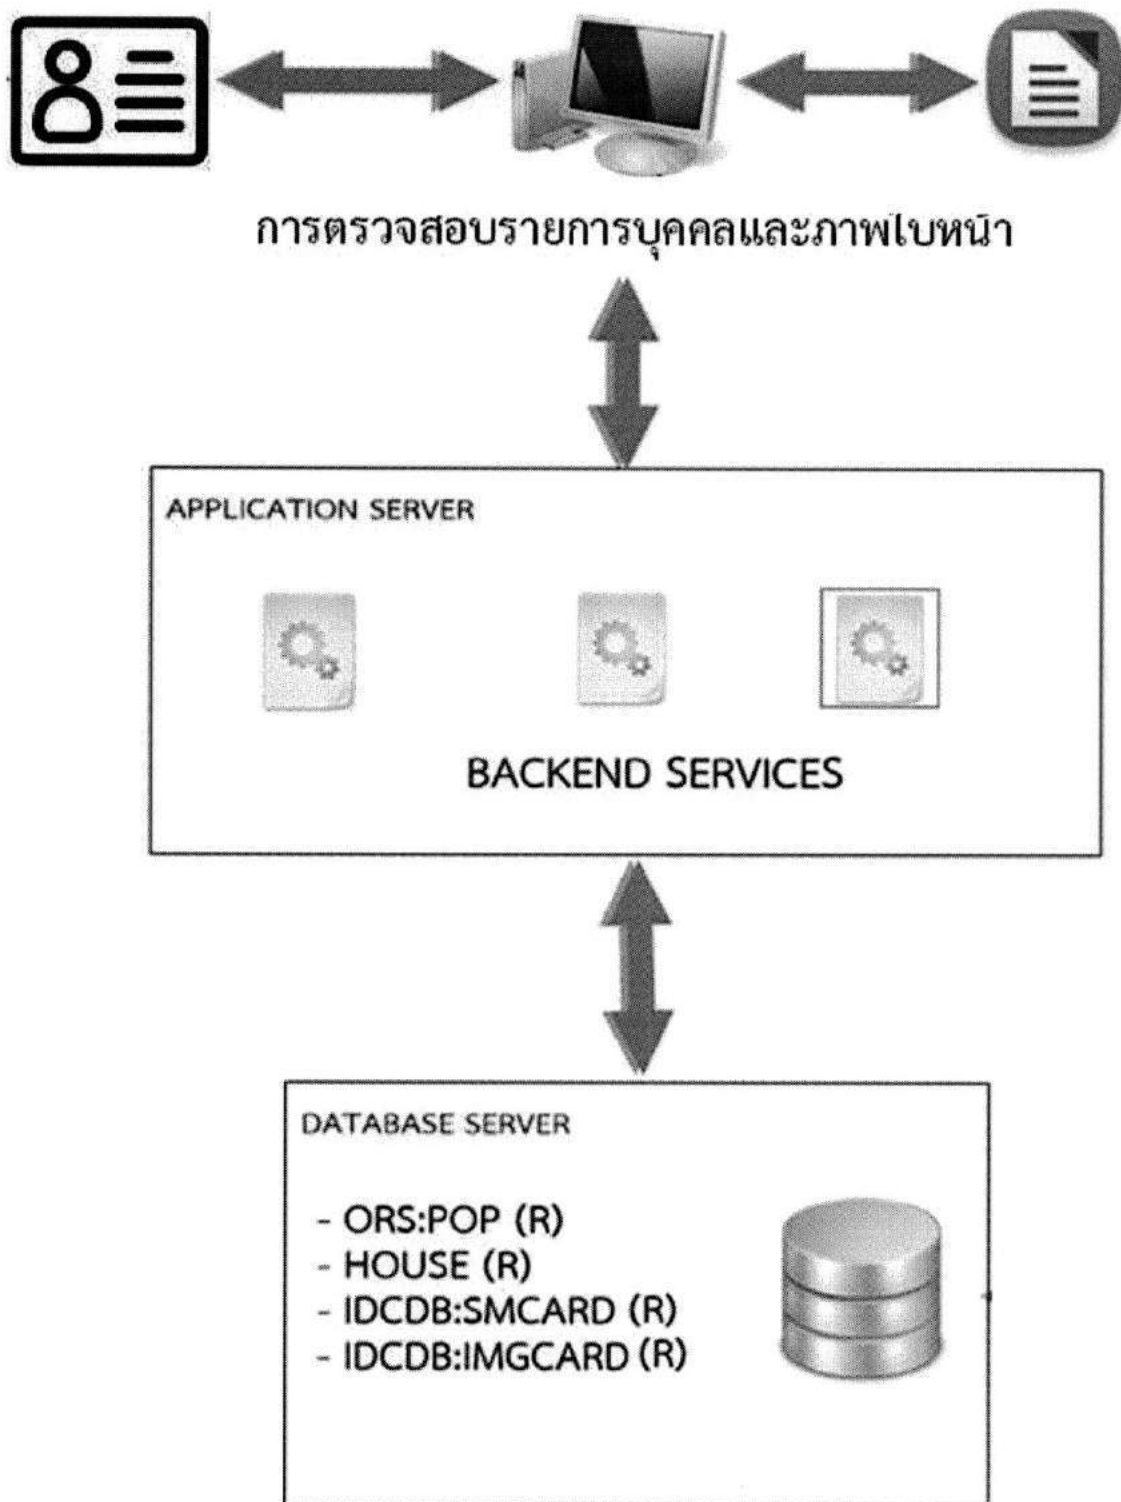 การตรวจสอบรายการบุคคลและภาพใบหน้า
APPLICATION SERVER
BACKEND SERVICES
DATABASE SERVER
- ORS:POP (R)
- HOUSE (R)
- IDCDB:SMCARD (R)
- IDCDB:IMGCARD (R)